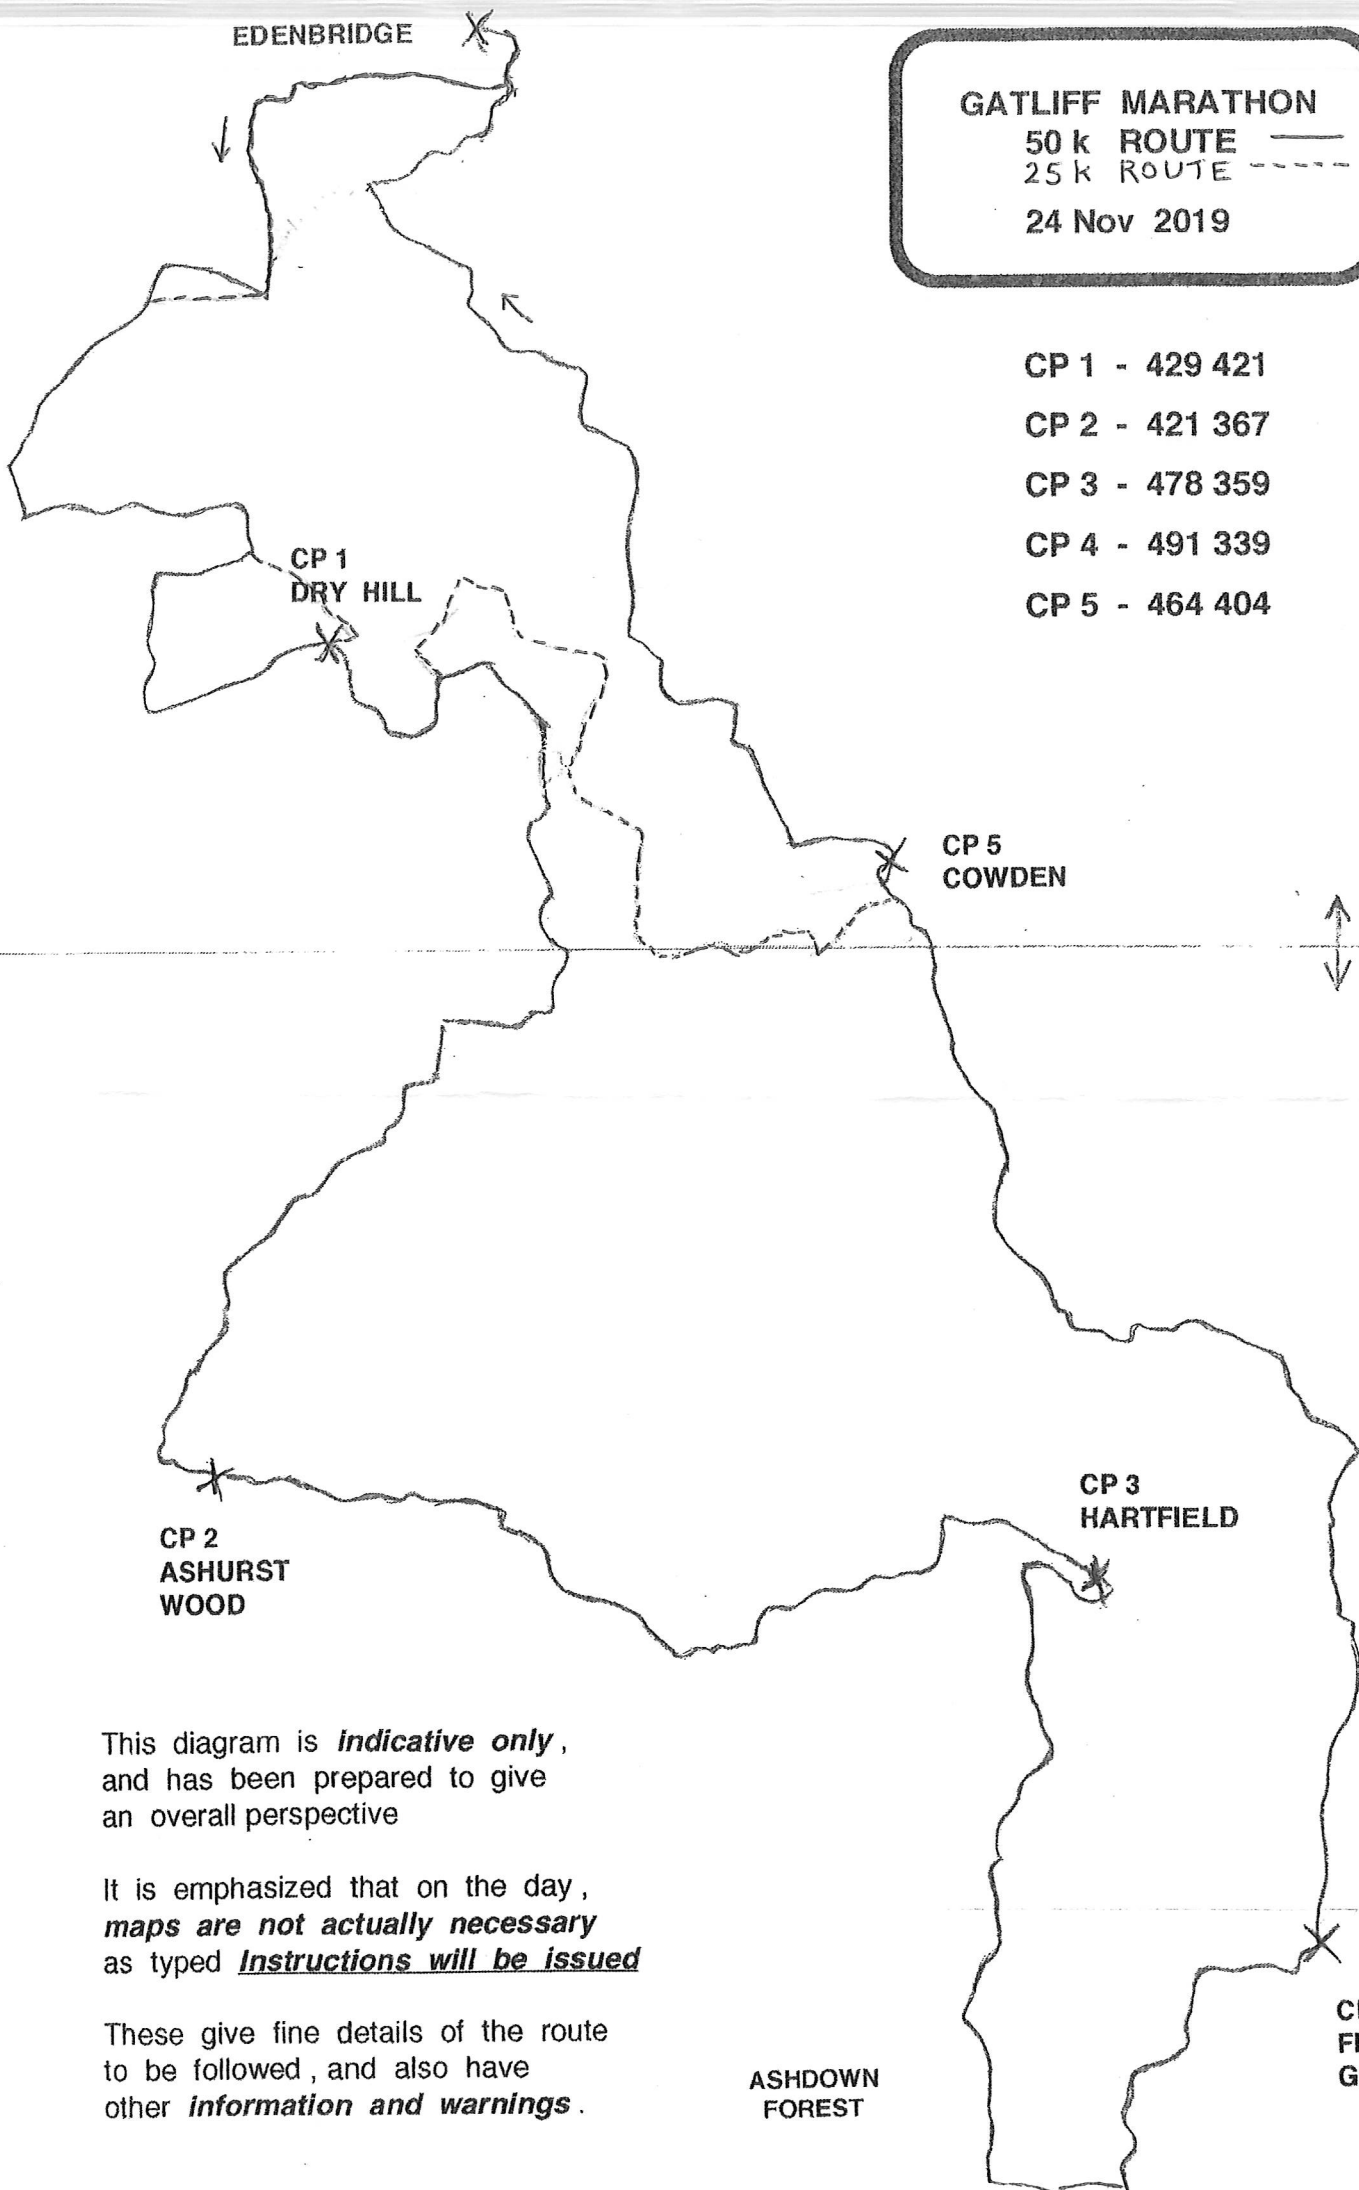 EDENBRIDGE
GATLIFF MARATHON
50 k ROUTE
25 k ROUTE
24 Nov 2019
CP 1 - 429 421
CP 2 - 421 367
CP 3 - 478 359
CP 4 - 491 339
CP 5 - 464 404
CP 1
DRY HILL
CP 5
COWDEN
CP 3
HARTFIELD
CP 2
ASHURST
WOOD
This diagram is indicative only,
and has been prepared to give
an overall perspective
It is emphasized that on the day,
maps are not actually necessary
as typed Instructions will be issued
These give fine details of the route
to be followed, and also have
other information and warnings.
ASHDOWN
FOREST